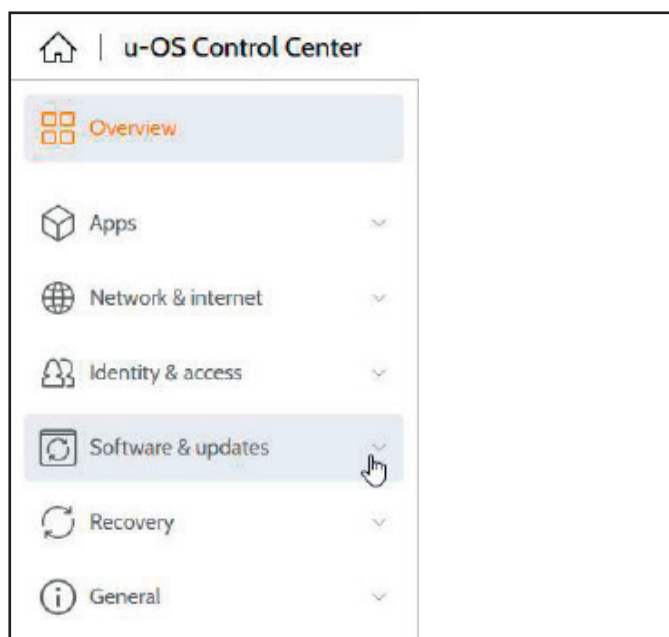 u-OS Control Center
Overview
Apps
Network & internet
Identity & access
Software & updates
Recovery
General